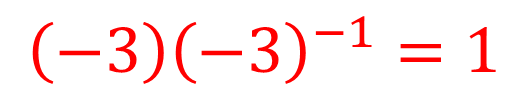 (−3)(−3)⁻¹ = 1